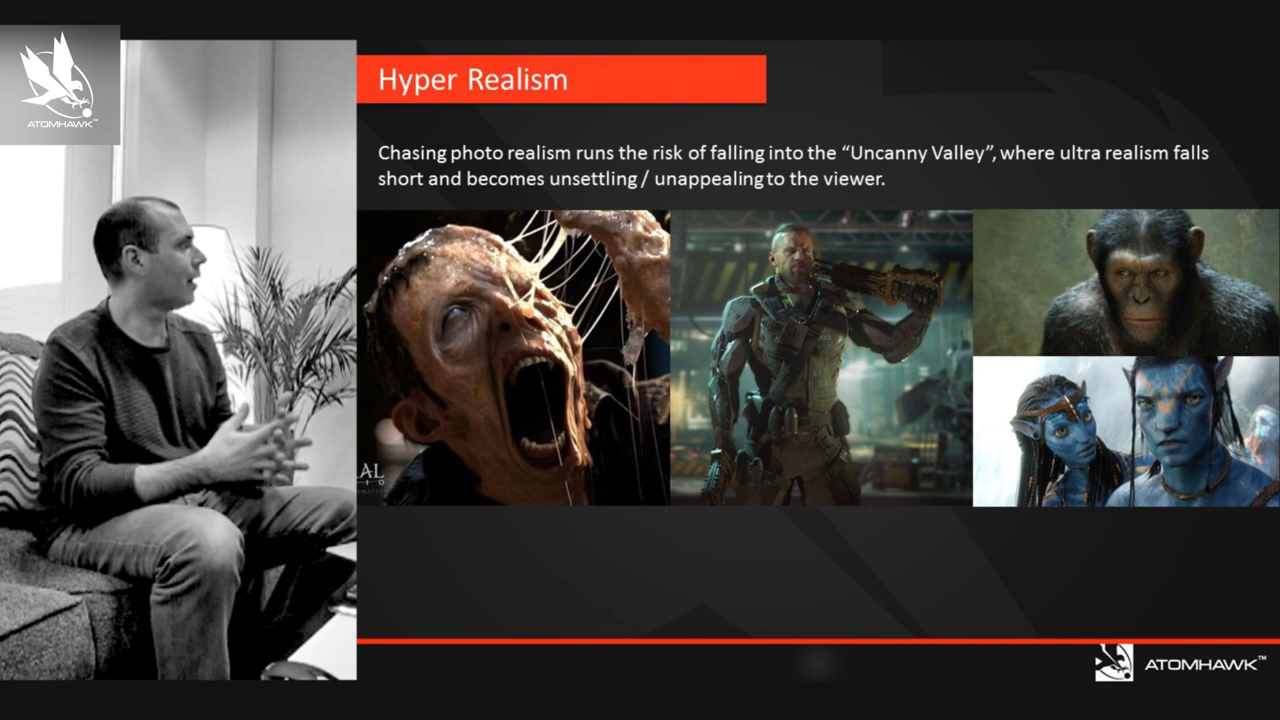 ATOMHAWK™
Hyper Realism
Chasing photo realism runs the risk of falling into the “Uncanny Valley”, where ultra realism falls
short and becomes unsettling / unappealing to the viewer.
AL
ATOMHAWK™